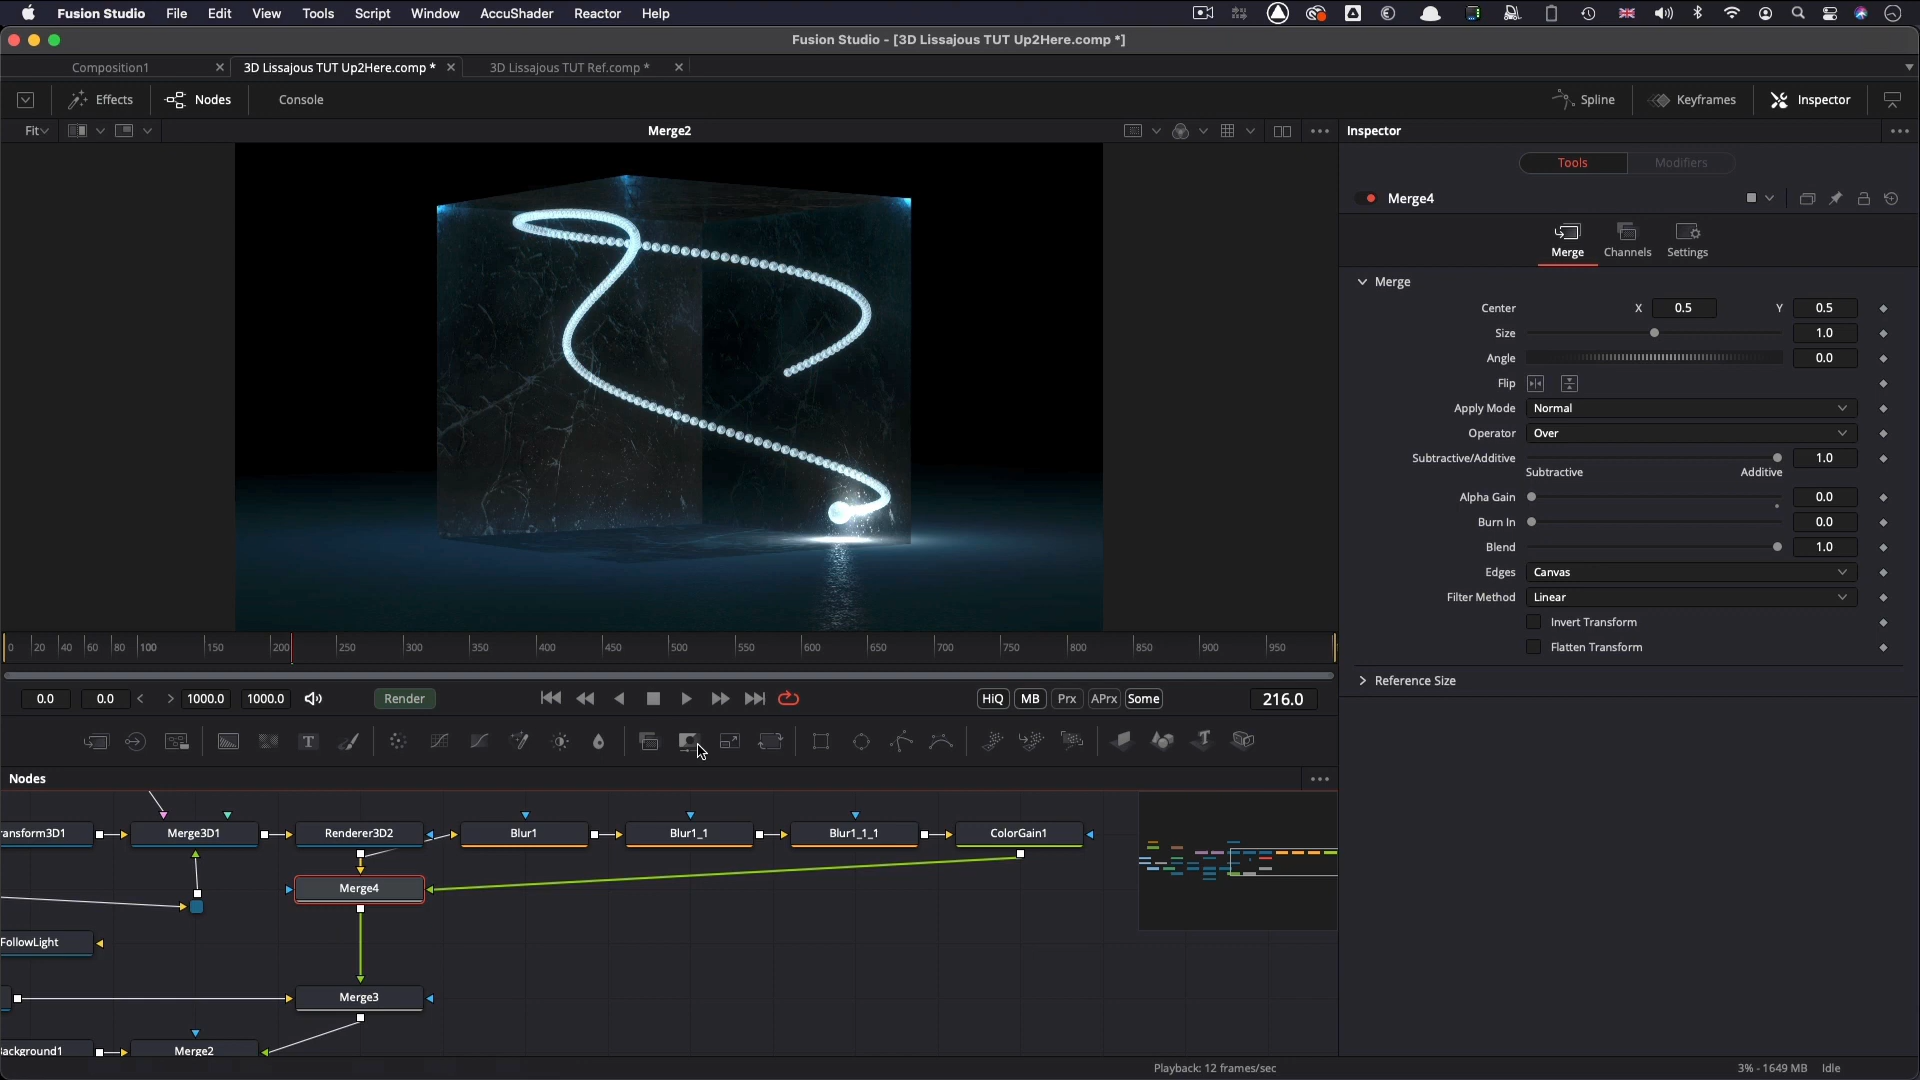 Fusion Studio File Edit View Tools Script Window AccuShader Reactor Help
Fusion Studio - [3D Lissajous TUT Up2Here.comp *]
Composition1 3D Lissajous TUT Up2Here.comp * 3D Lissajous TUT Ref.comp *
Effects Nodes Console Spline Keyframes Inspector
Fit Merge2 Inspector
Tools Modifiers
Merge4
Merge Channels Settings
Merge
Center X 0.5 Y 0.5
Size 1.0
Angle 0.0
Flip
Apply Mode Normal
Operator Over
Subtractive/Additive 1.0
Subtractive Additive
Alpha Gain 0.0
Burn In 0.0
Blend 1.0
Edges Canvas
Filter Method Linear
Invert Transform
Flatten Transform
Reference Size
0 20 40 60 80 100 150 200 250 300 350 400 450 500 550 600 650 700 750 800 850 900 950
0.0 0.0 < > 1000.0 1000.0 Render HiQ MB Prx APrx Some 216.0
Nodes
ransform3D1 Merge3D1 Renderer3D2 Blur1 Blur1_1 Blur1_1_1 ColorGain1
Merge4
FollowLight
Merge3
ackground1 Merge2
Playback: 12 frames/sec 3% - 1649 MB Idle